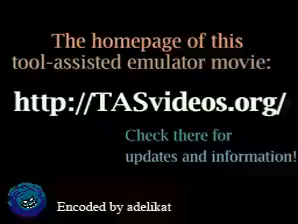 The homepage of this
tool-assisted emulator movie:
http://TASvideos.org/
Check there for
updates and information!
Encoded by adelikat